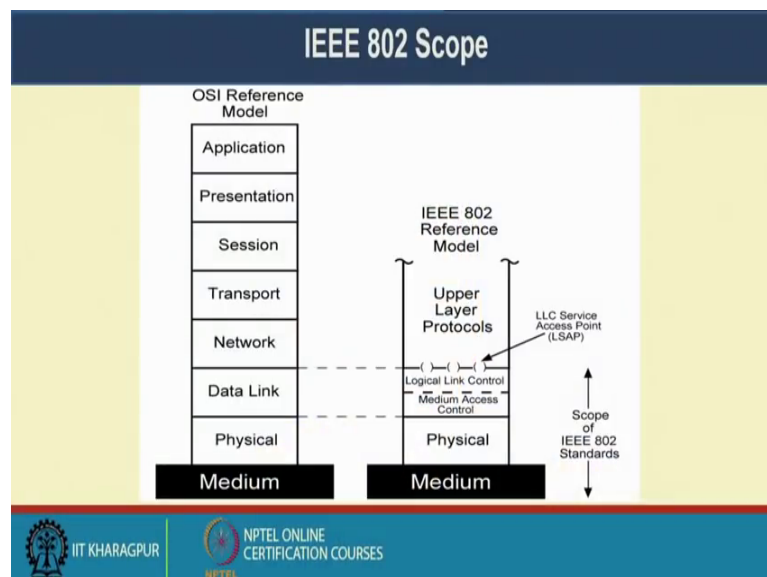 IEEE 802 Scope
OSI Reference
Model
Application
Presentation
Session
Transport
Network
Data Link
Physical
Medium
IEEE 802
Reference
Model
Upper
Layer
Protocols
LLC Service
Access Point
(LSAP)
Logical Link Control
Medium Access
Control
Physical
Medium
Scope
of
IEEE 802
Standards
IIT KHARAGPUR
NPTEL ONLINE
CERTIFICATION COURSES
NPTEL